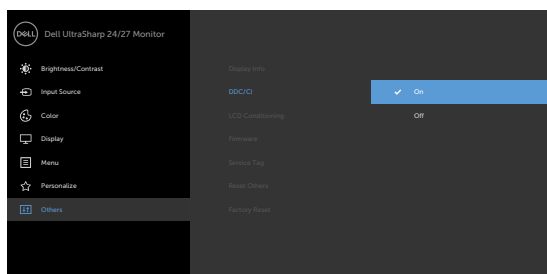 DELL Dell UltraSharp 24/27 Monitor
Brightness/Contrast
Input Source
Color
Display
Menu
Personalize
Others
Display Info
DDC/CI
LCD Conditioning
Firmware
Service Tag
Reset Others
Factory Reset
On
Off